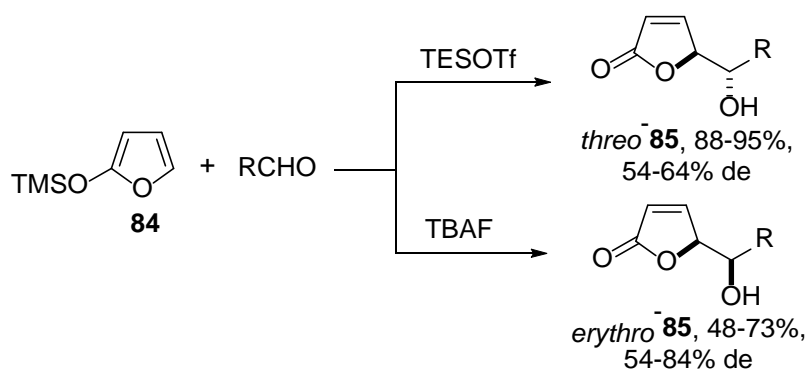 TESOTf
O
O
R
OH
threo-85, 88-95%,
54-64% de
TMSO
O
84
+
RCHO
TBAF
O
O
R
OH
erythro-85, 48-73%,
54-84% de